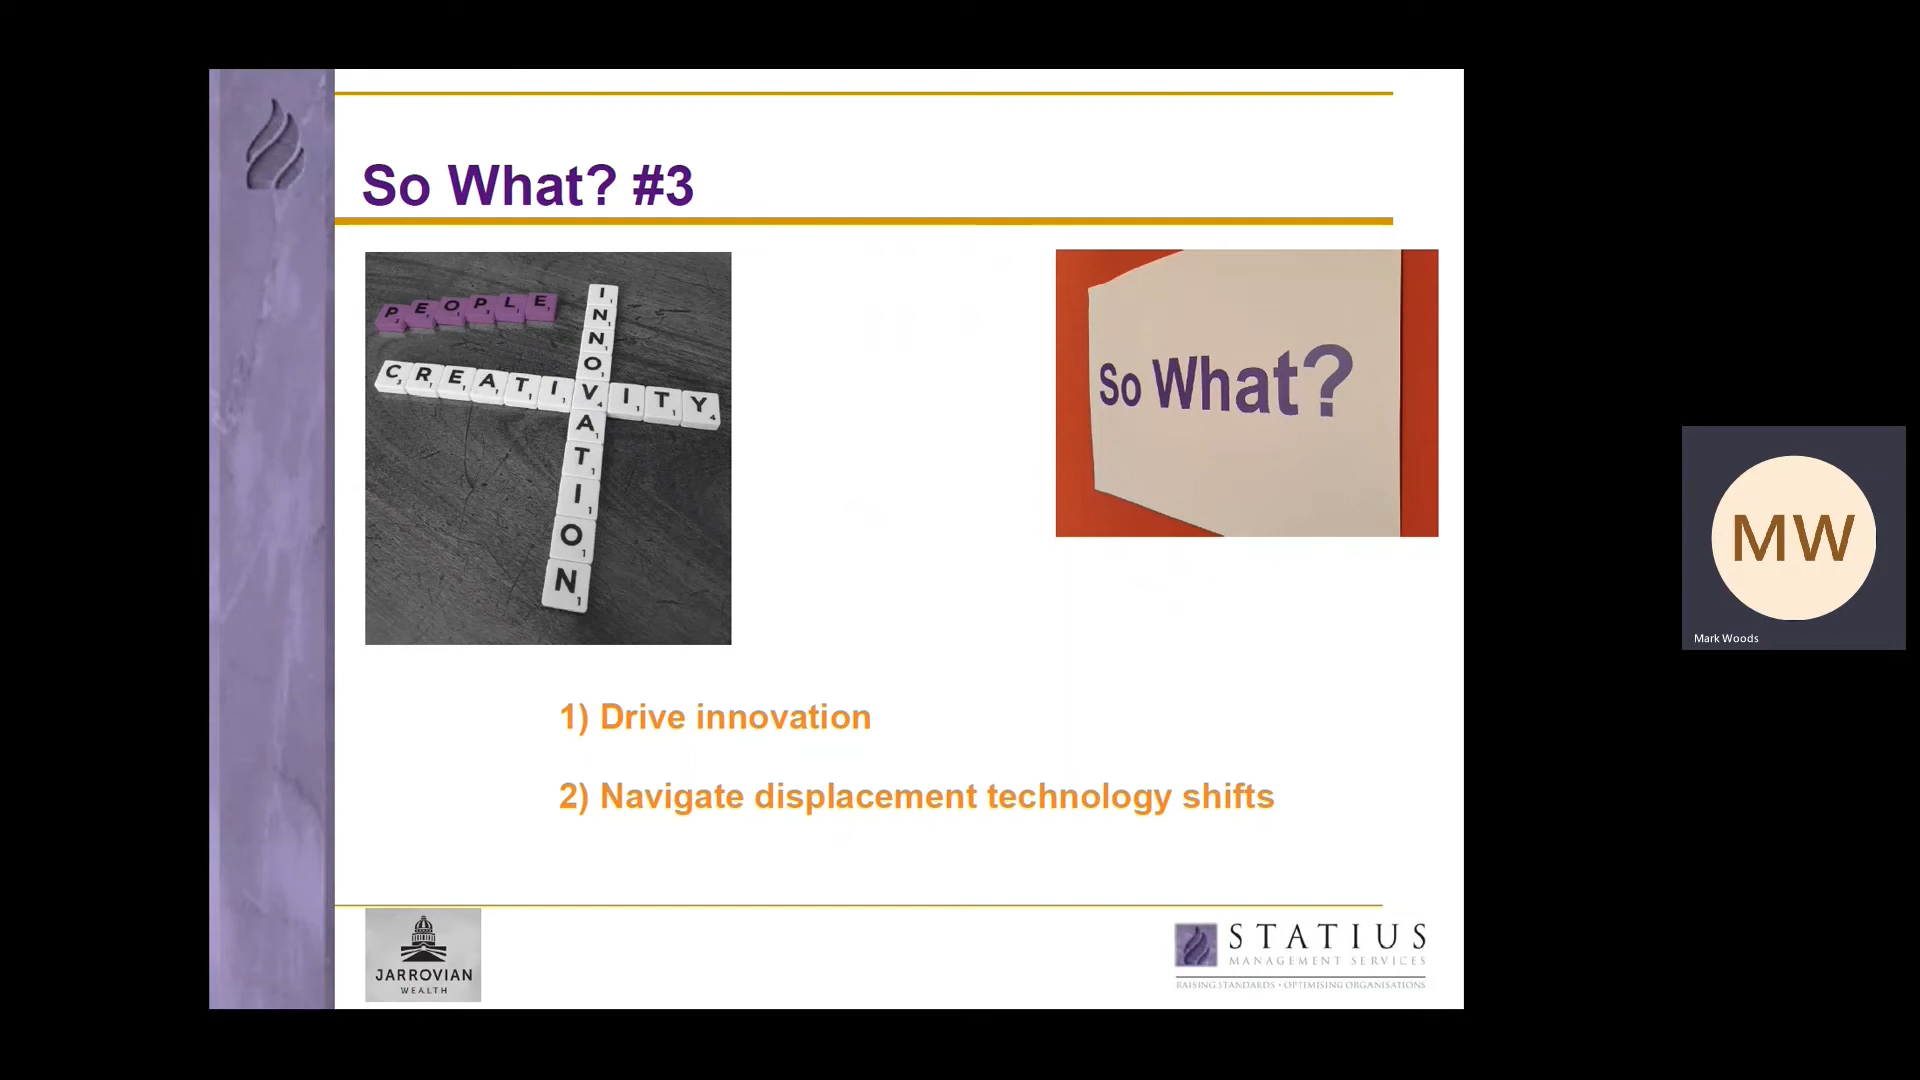 So What? #3
PEOPLE
INNOVATION
CREATIVITY
So What?
1) Drive innovation
2) Navigate displacement technology shifts
JARROVIAN
WEALTH
STATIUS
MANAGEMENT SERVICES
RAISING STANDARDS • OPTIMISING ORGANISATIONS
MW
Mark Woods